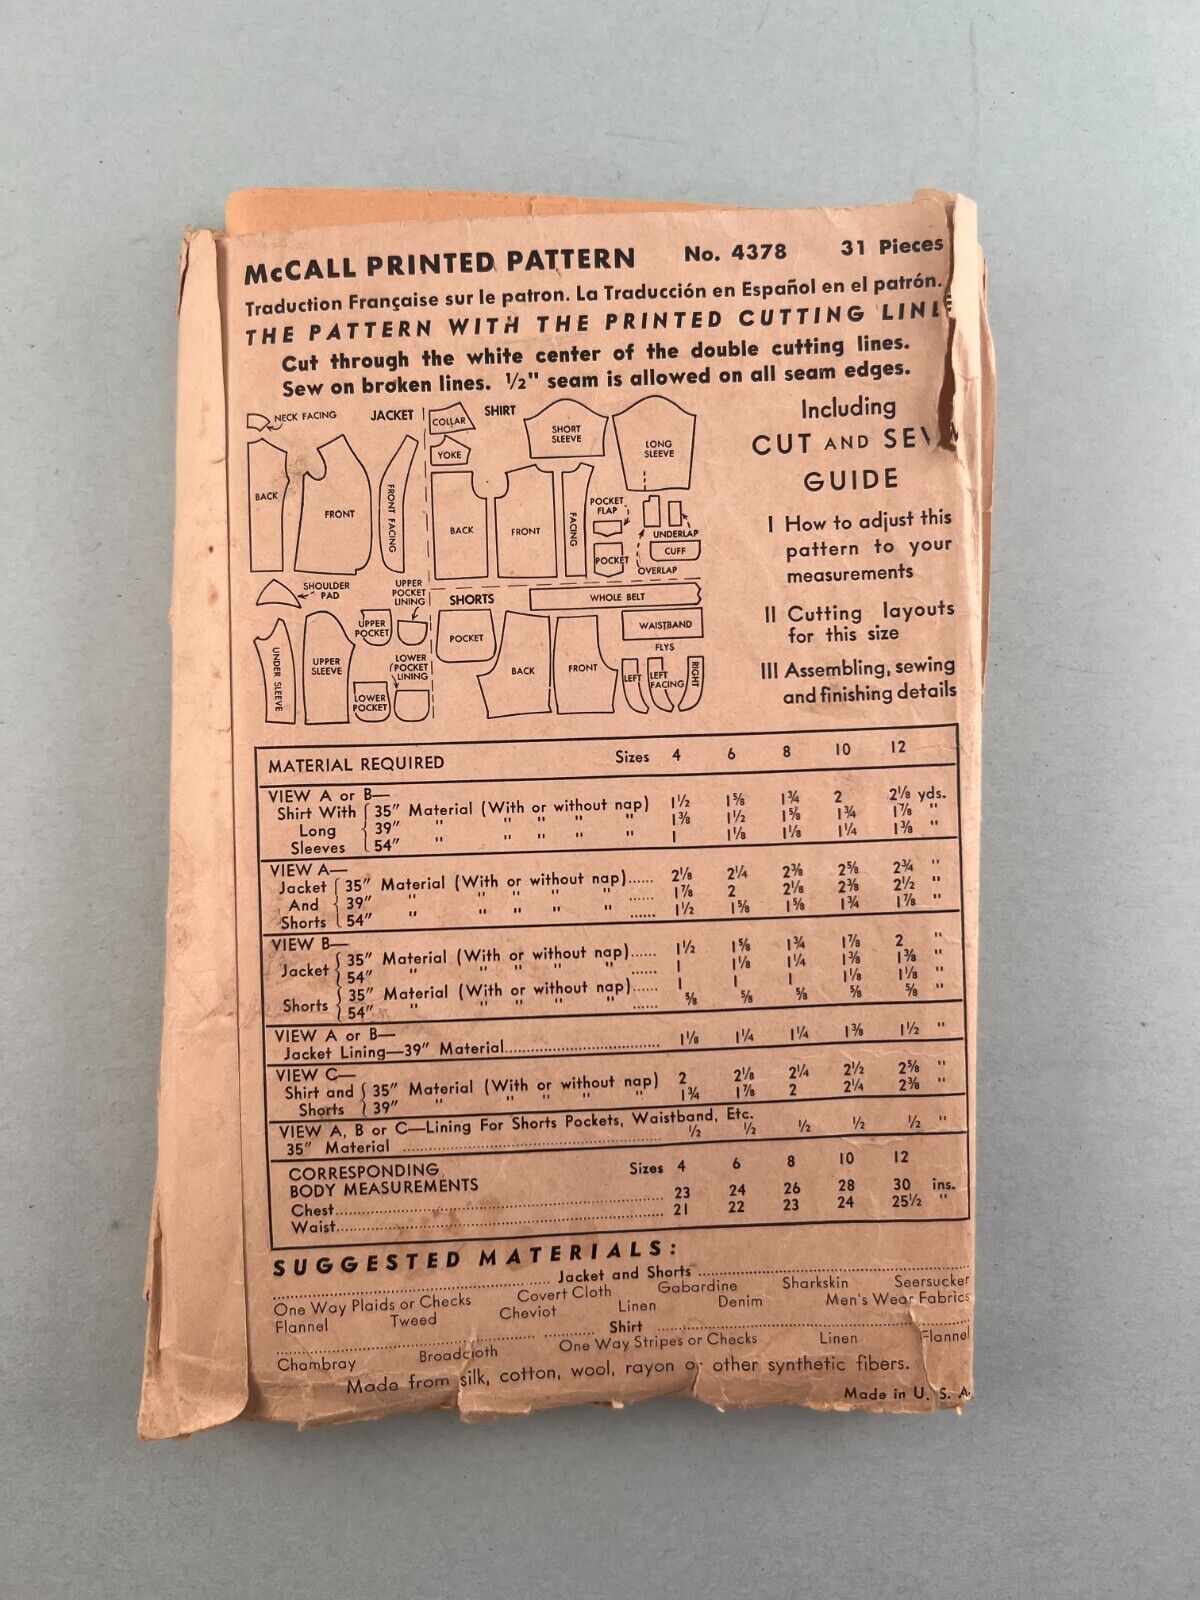 McCALL PRINTED PATTERN No. 4378 31 Pieces
Traduction Française sur le patron. La Traducción en Español en el patrón.
THE PATTERN WITH THE PRINTED CUTTING LINE
Cut through the white center of the double cutting lines.
Sew on broken lines. 1/2" seam is allowed on all seam edges.
NECK FACING
JACKET
BACK
FRONT
FRONT FACING
SHOULDER PAD
UPPER POCKET LINING
UPPER POCKET
UNDER SLEEVE
UPPER SLEEVE
LOWER POCKET LINING
LOWER POCKET
SHIRT
COLLAR
YOKE
SHORT SLEEVE
LONG SLEEVE
BACK
FRONT
FACING
POCKET FLAP
POCKET
UNDERLAP
CUFF
OVERLAP
SHORTS
WHOLE BELT
POCKET
BACK
FRONT
WAISTBAND
FLYS
LEFT
LEFT FACING
RIGHT
Including
CUT AND SEW
GUIDE
I How to adjust this
pattern to your
measurements
II Cutting layouts
for this size
III Assembling, sewing
and finishing details
MATERIAL REQUIRED Sizes 4 6 8 10 12
VIEW A or B—
Shirt With 35" Material (With or without nap) 1½ 1⅝ 1¾ 2 2⅛ yds.
Long 39" " " " " " 1⅜ 1½ 1⅝ 1¾ 1⅞ "
Sleeves 54" " " " " " 1 1⅛ 1⅛ 1¼ 1⅜ "
VIEW A—
Jacket 35" Material (With or without nap)...... 2⅛ 2¼ 2⅜ 2⅝ 2¾ "
And 39" " " " " " ...... 1⅞ 2 2⅛ 2⅜ 2½ "
Shorts 54" " " " " " ...... 1½ 1⅝ 1⅝ 1¾ 1⅞ "
VIEW B—
Jacket 35" Material (With or without nap)...... 1½ 1⅝ 1¾ 1⅞ 2 "
54" " " " " " ...... 1 1⅛ 1¼ 1⅜ 1⅜ "
Shorts 35" Material (With or without nap)...... 1 1 1 1⅛ 1⅛ "
54" " " " " " ...... ⅝ ⅝ ⅝ ⅝ ⅝ "
VIEW A or B—
Jacket Lining—39" Material...... 1⅛ 1¼ 1¼ 1⅜ 1½ "
VIEW C—
Shirt and 35" Material (With or without nap) 2 2⅛ 2¼ 2½ 2⅝ "
Shorts 39" " " " " " 1¾ 1⅞ 2 2¼ 2⅜ "
VIEW A, B or C—Lining For Shorts Pockets, Waistband, Etc.
35" Material ...... ½ ½ ½ ½ ½ "
CORRESPONDING Sizes 4 6 8 10 12
BODY MEASUREMENTS
Chest...... 23 24 26 28 30 ins.
Waist...... 21 22 23 24 25½ "
SUGGESTED MATERIALS:
Jacket and Shorts
One Way Plaids or Checks Covert Cloth Gabardine Sharkskin Seersucker
Flannel Tweed Cheviot Linen Denim Men's Wear Fabrics
Shirt
Chambray Broadcloth One Way Stripes or Checks Linen Flannel
Made from silk, cotton, wool, rayon or other synthetic fibers.
Made in U. S. A.